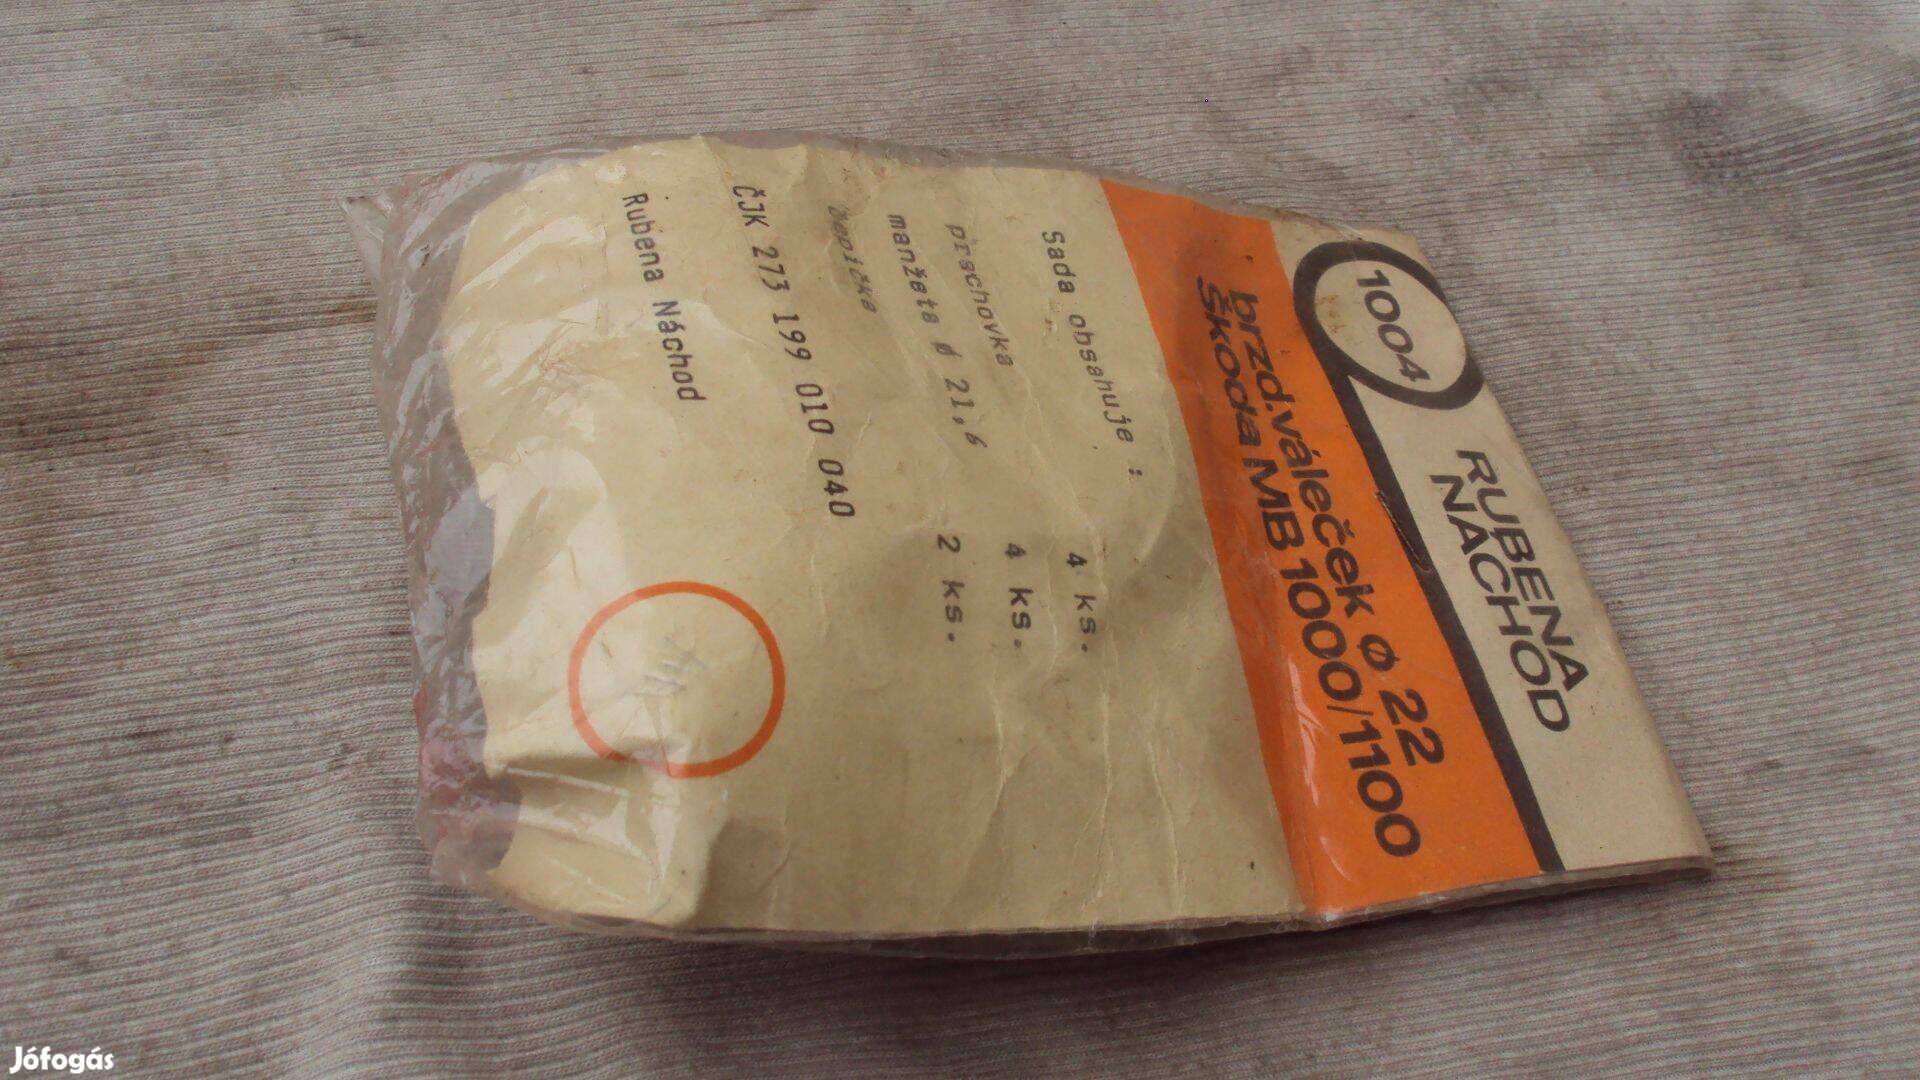 1004
RUBENA
NÁCHOD
brzd.váleček ø 22
Škoda MB 1000/1100
Sada obsahuje :
prachovka 4 ks.
manžeta ø 21,6 4 ks.
čepička 2 ks.
ČJK 273 199 010 040
Rubena Náchod
Jófogás